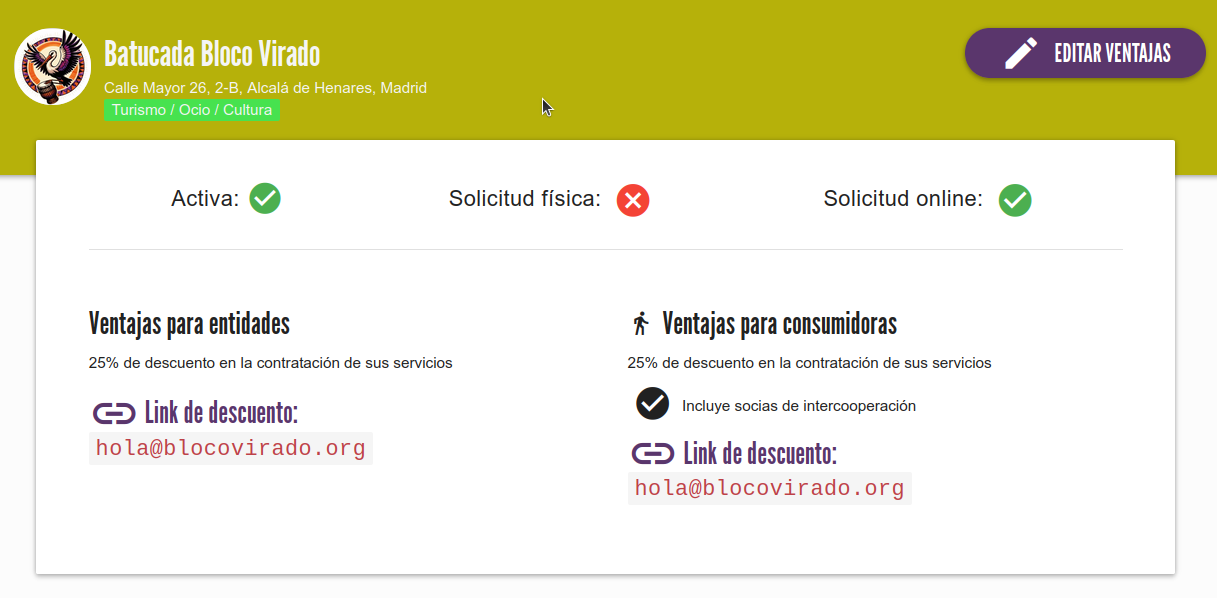 Batucada Bloco Virado
Calle Mayor 26, 2-B, Alcalá de Henares, Madrid
Turismo / Ocio / Cultura
EDITAR VENTAJAS
Activa:
Solicitud física:
Solicitud online:
Ventajas para entidades
25% de descuento en la contratación de sus servicios
Link de descuento:
hola@blocovirado.org
Ventajas para consumidoras
25% de descuento en la contratación de sus servicios
Incluye socias de intercooperación
Link de descuento:
hola@blocovirado.org